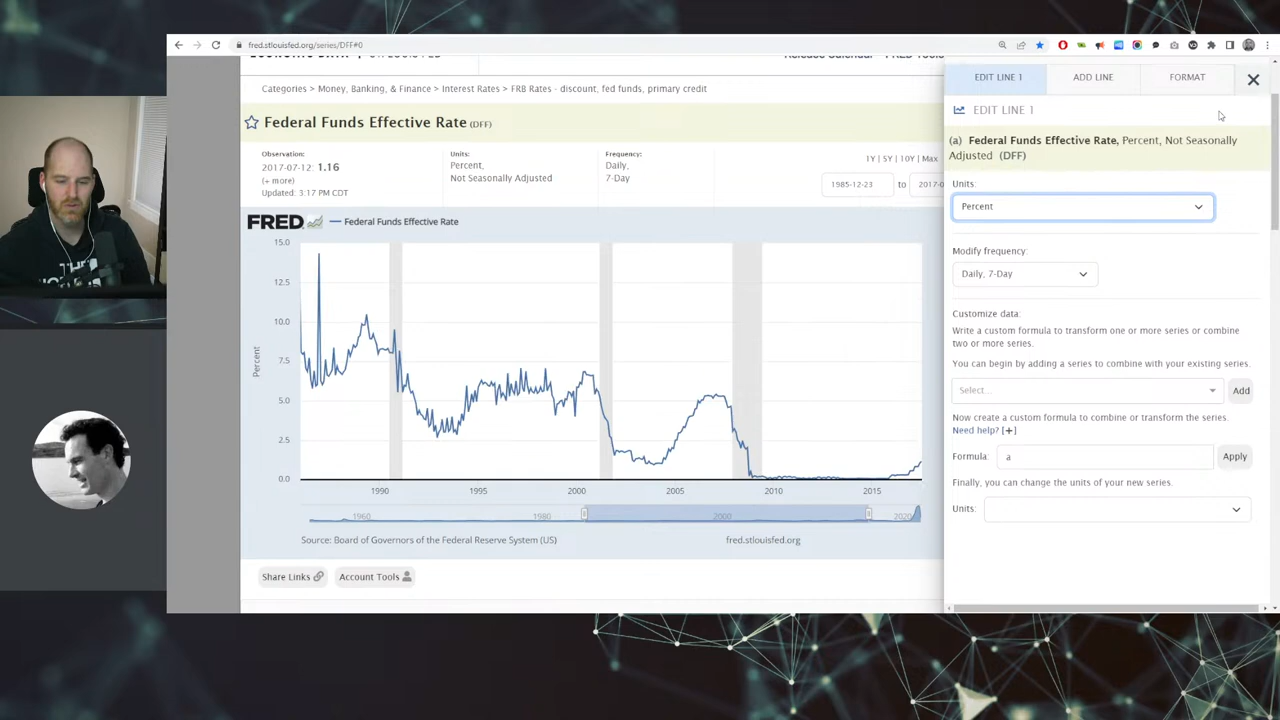 fred.stlouisfed.org/series/DFF#0
Categories > Money, Banking, & Finance > Interest Rates > FRB Rates - discount, fed funds, primary credit
Federal Funds Effective Rate (DFF)
Observation:
2017-07-12: 1.16
(+ more)
Updated: 3:17 PM CDT
Units:
Percent,
Not Seasonally Adjusted
Frequency:
Daily,
7-Day
1Y | 5Y | 10Y | Max
1985-12-23 to 2017-0
FRED
Federal Funds Effective Rate
15.0
12.5
10.0
7.5
5.0
2.5
0.0
Percent
1990 1995 2000 2005 2010 2015
1960 1980 2000 2020
Source: Board of Governors of the Federal Reserve System (US)
fred.stlouisfed.org
Share Links
Account Tools
EDIT LINE 1
ADD LINE
FORMAT
EDIT LINE 1
(a) Federal Funds Effective Rate, Percent, Not Seasonally
Adjusted (DFF)
Units:
Percent
Modify frequency:
Daily, 7-Day
Customize data:
Write a custom formula to transform one or more series or combine
two or more series.
You can begin by adding a series to combine with your existing series.
Select...
Add
Now create a custom formula to combine or transform the series.
Need help? [+]
Formula: a
Apply
Finally, you can change the units of your new series.
Units: